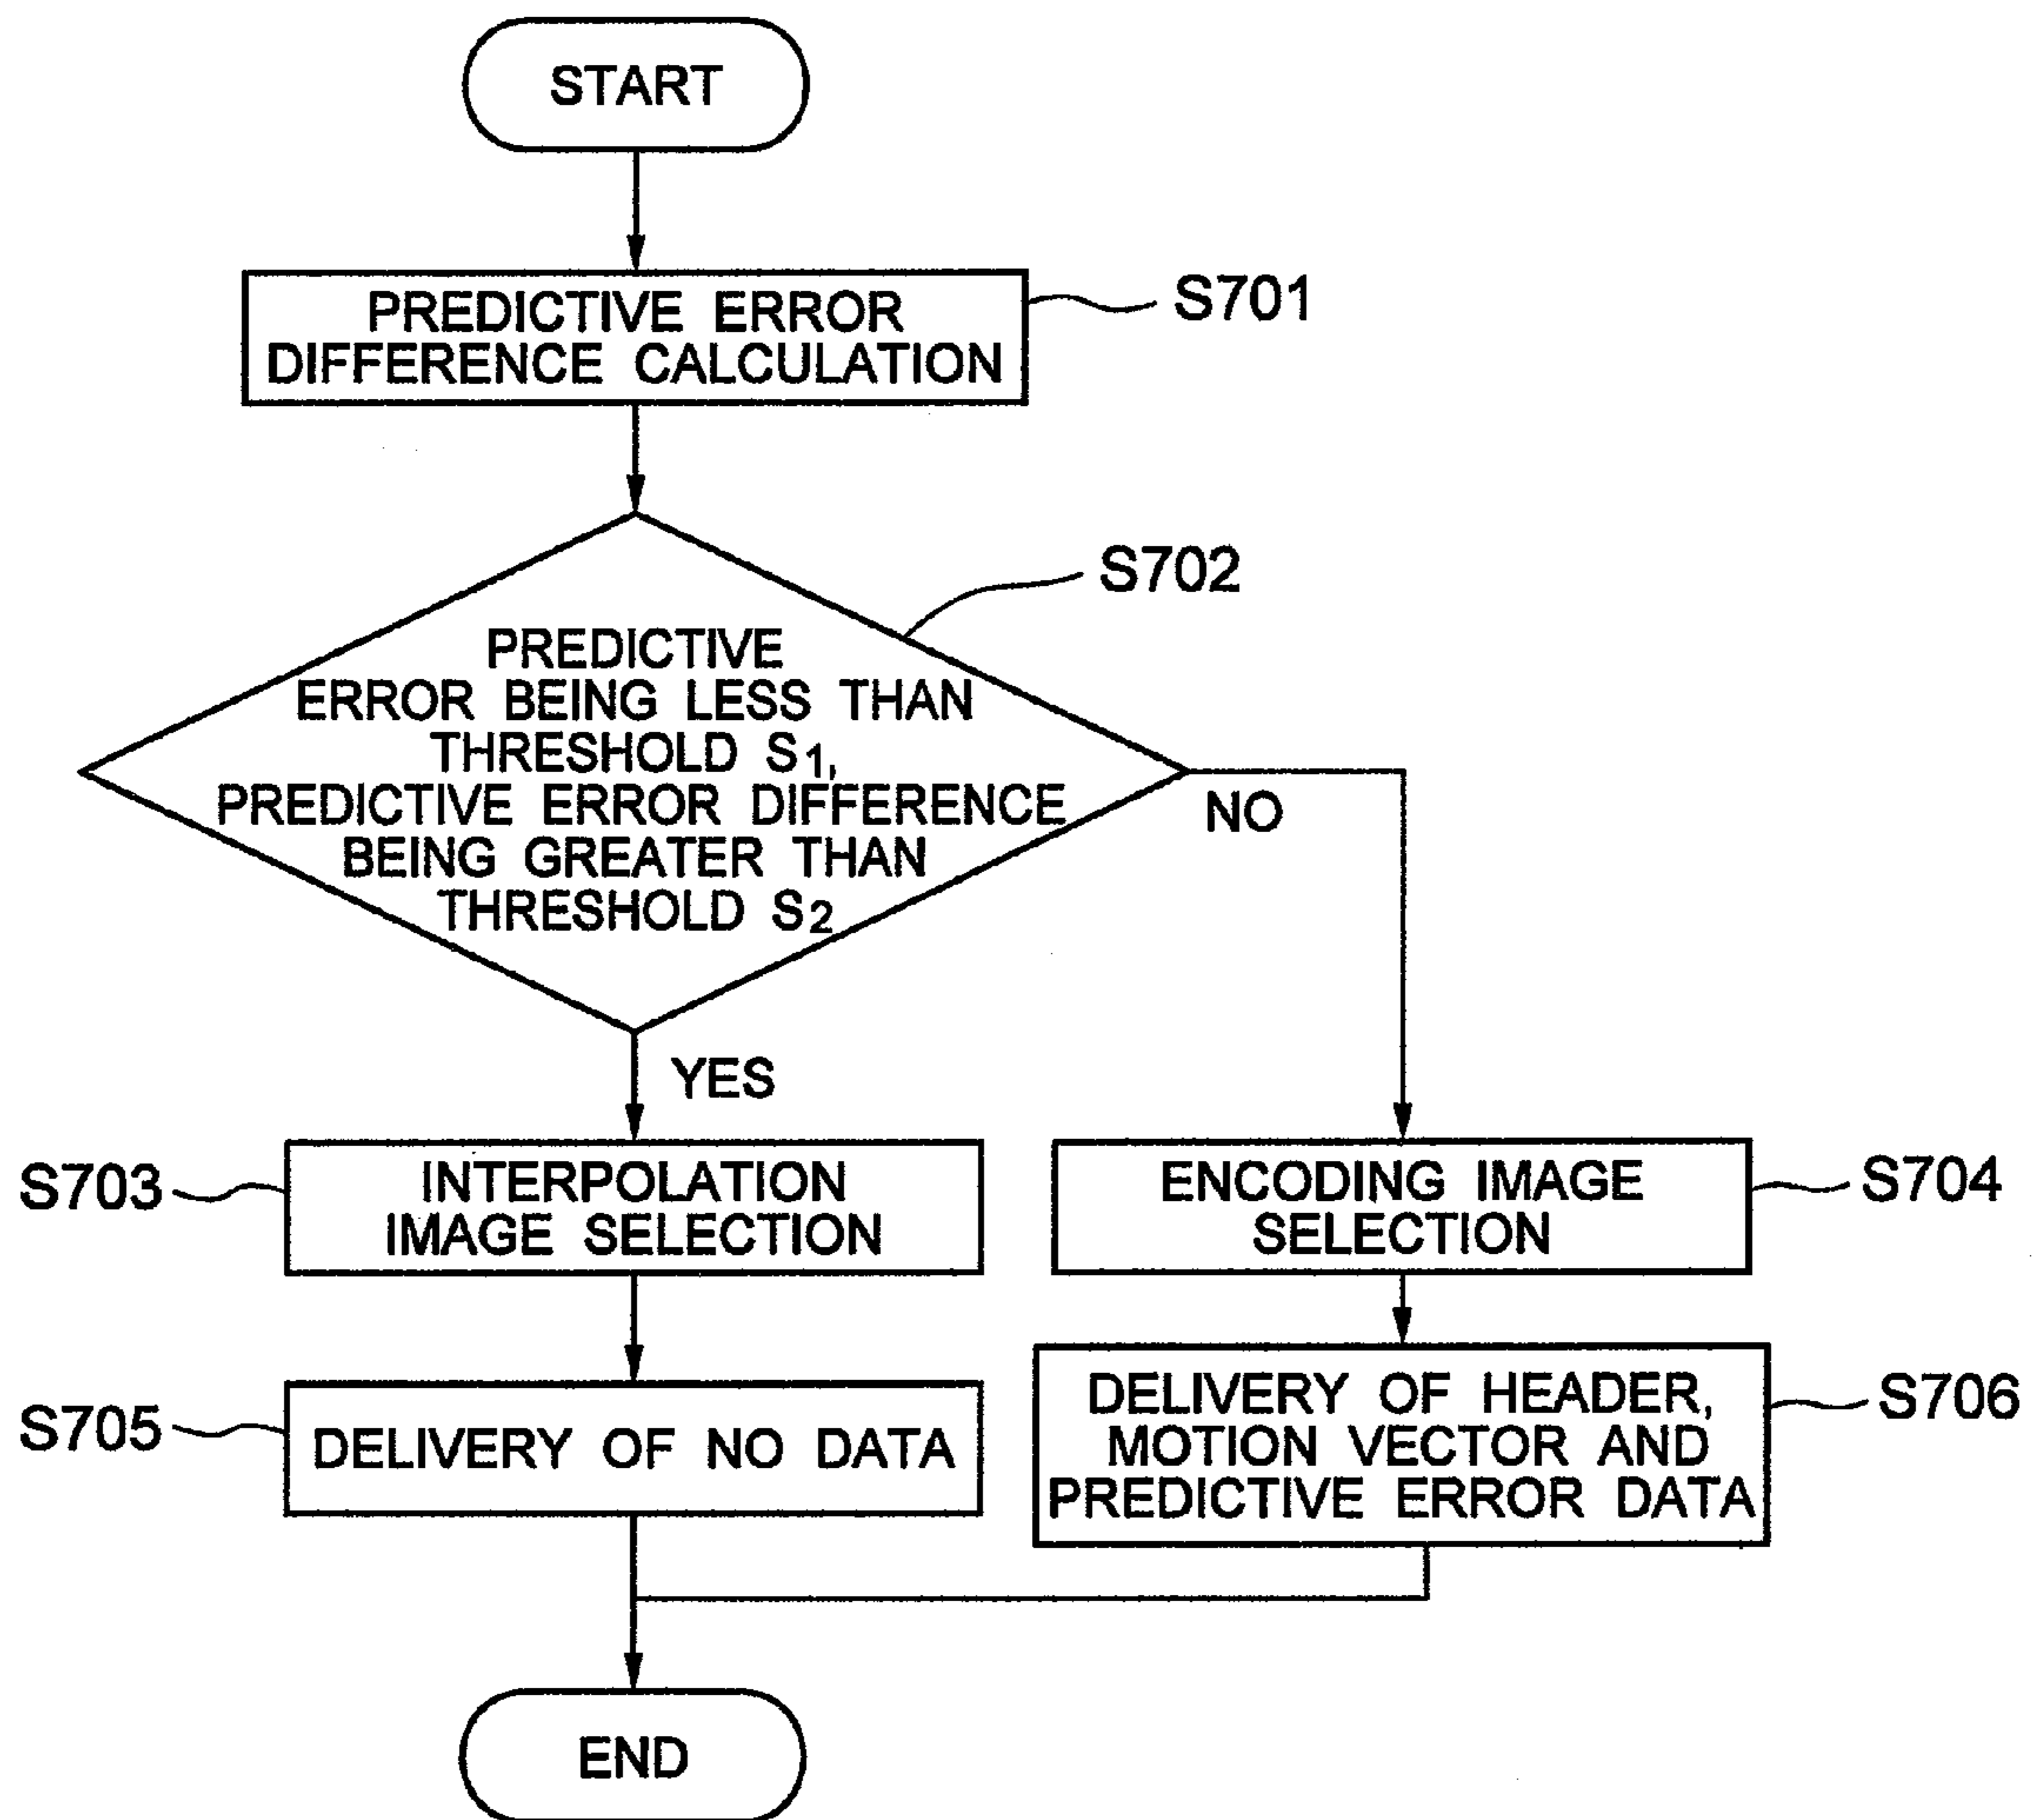 START
PREDICTIVE ERROR
DIFFERENCE CALCULATION
S701
S702
PREDICTIVE
ERROR BEING LESS THAN
THRESHOLD S1,
PREDICTIVE ERROR DIFFERENCE
BEING GREATER THAN
THRESHOLD S2
NO
YES
S703
INTERPOLATION
IMAGE SELECTION
ENCODING IMAGE
SELECTION
S704
S705
DELIVERY OF NO DATA
DELIVERY OF HEADER,
MOTION VECTOR AND
PREDICTIVE ERROR DATA
S706
END